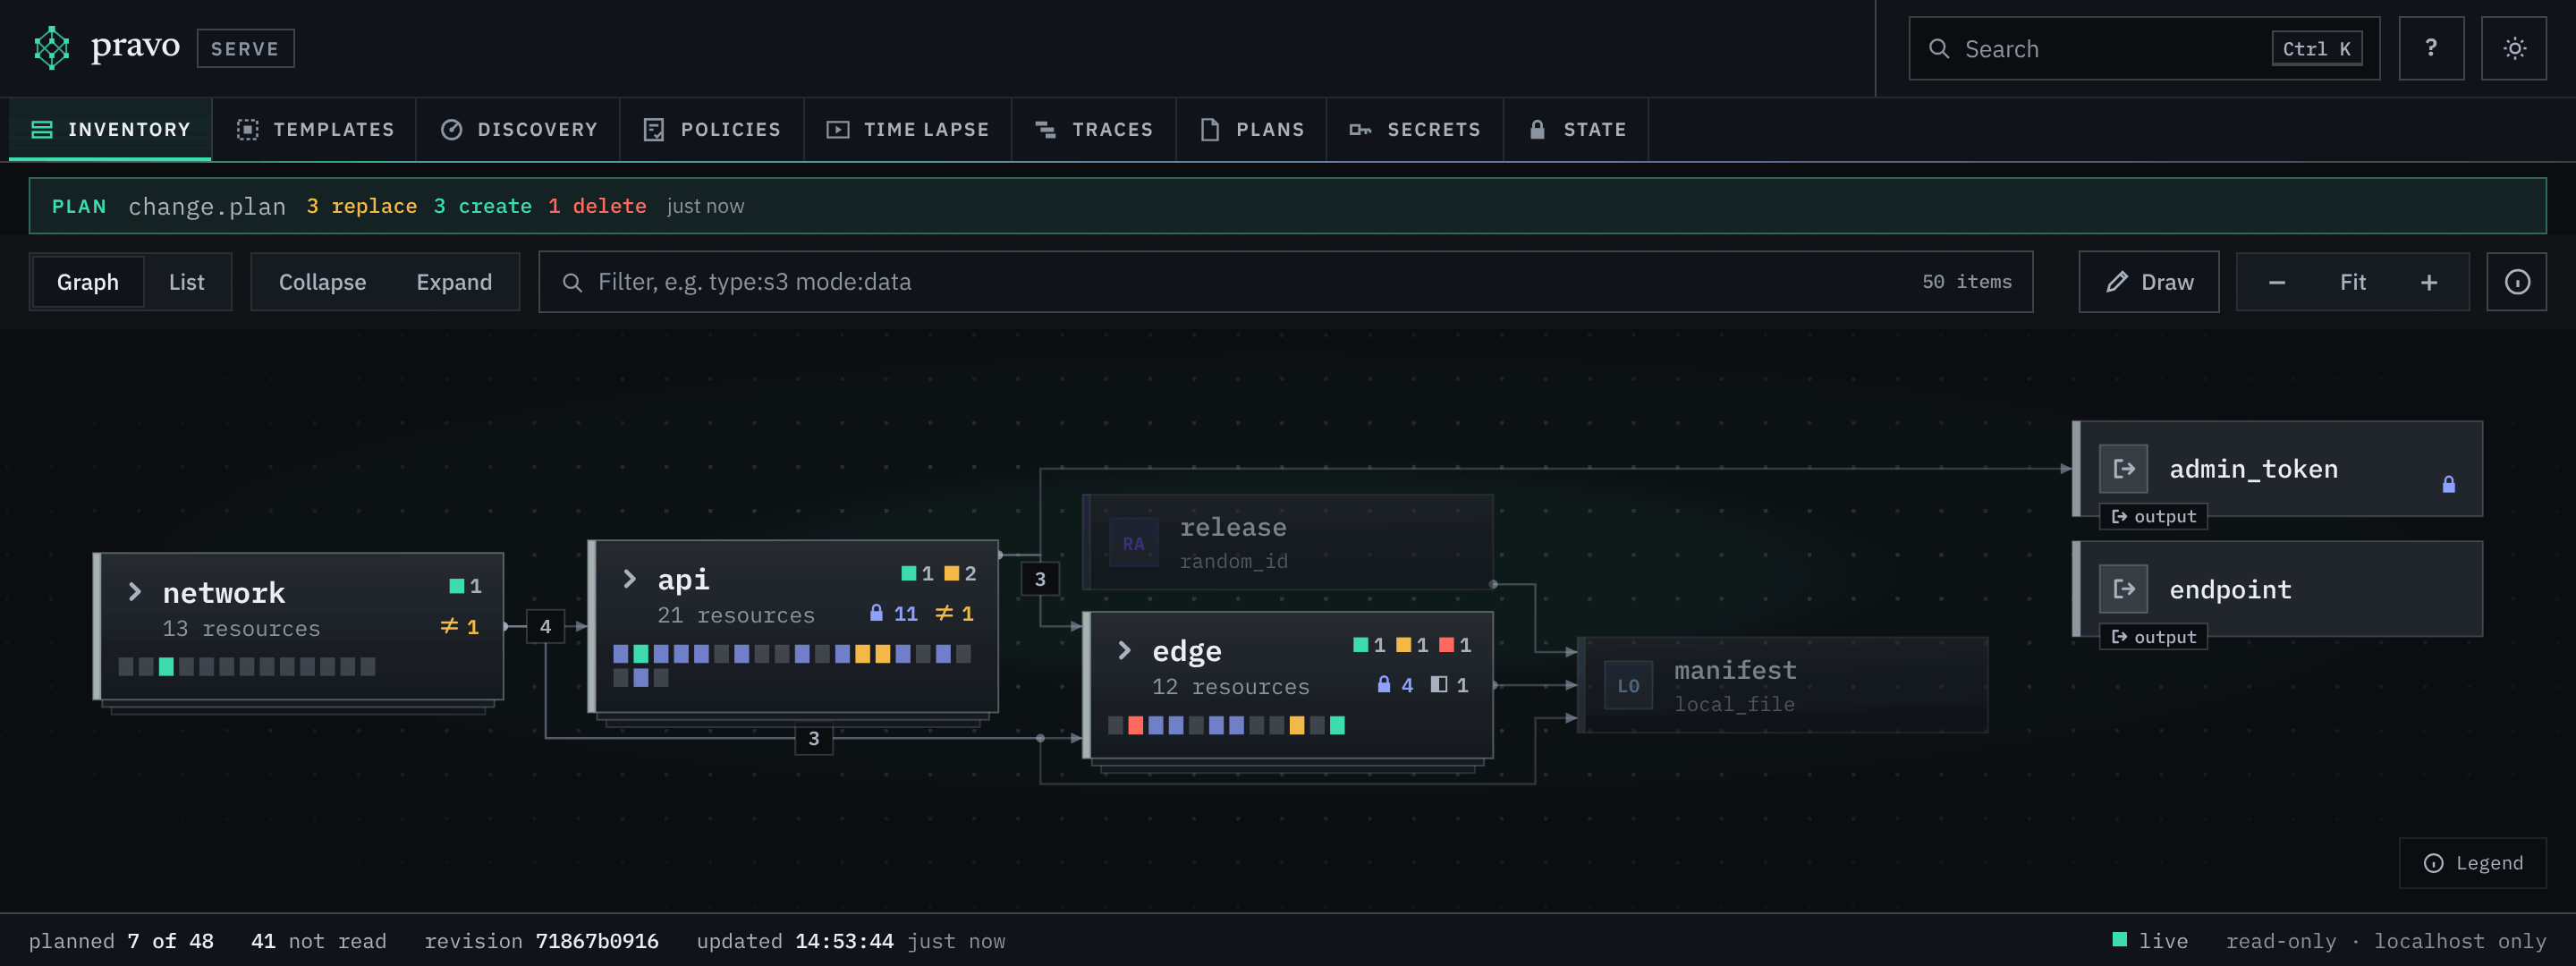 pravo SERVE
Search Ctrl K ?
INVENTORY TEMPLATES DISCOVERY POLICIES TIME LAPSE TRACES PLANS SECRETS STATE
PLAN change.plan 3 replace 3 create 1 delete just now
Graph List Collapse Expand Filter, e.g. type:s3 mode:data 50 items Draw − Fit +
admin_token
output
endpoint
output
network 1
13 resources ≠ 1
4
api 1 2
21 resources 11 ≠ 1
3
3
RA release
random_id
edge 1 1 1
12 resources 4 1
LO manifest
local_file
Legend
planned 7 of 48 41 not read revision 71867b0916 updated 14:53:44 just now live read-only · localhost only